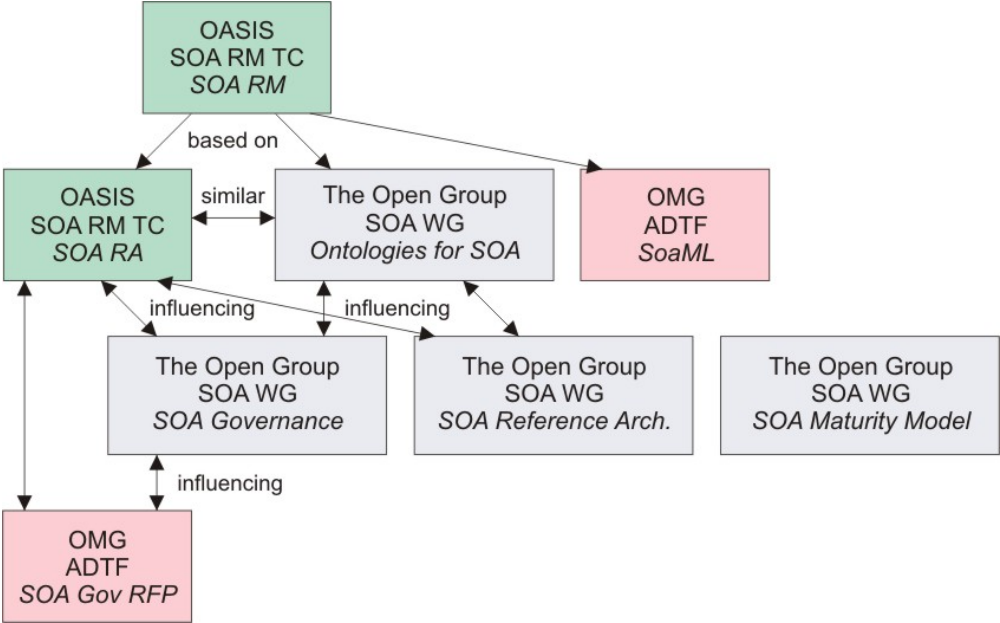 OASIS
SOA RM TC
SOA RM
based on
OASIS
SOA RM TC
SOA RA
similar
The Open Group
SOA WG
Ontologies for SOA
OMG
ADTF
SoaML
influencing
influencing
The Open Group
SOA WG
SOA Governance
The Open Group
SOA WG
SOA Reference Arch.
The Open Group
SOA WG
SOA Maturity Model
influencing
OMG
ADTF
SOA Gov RFP